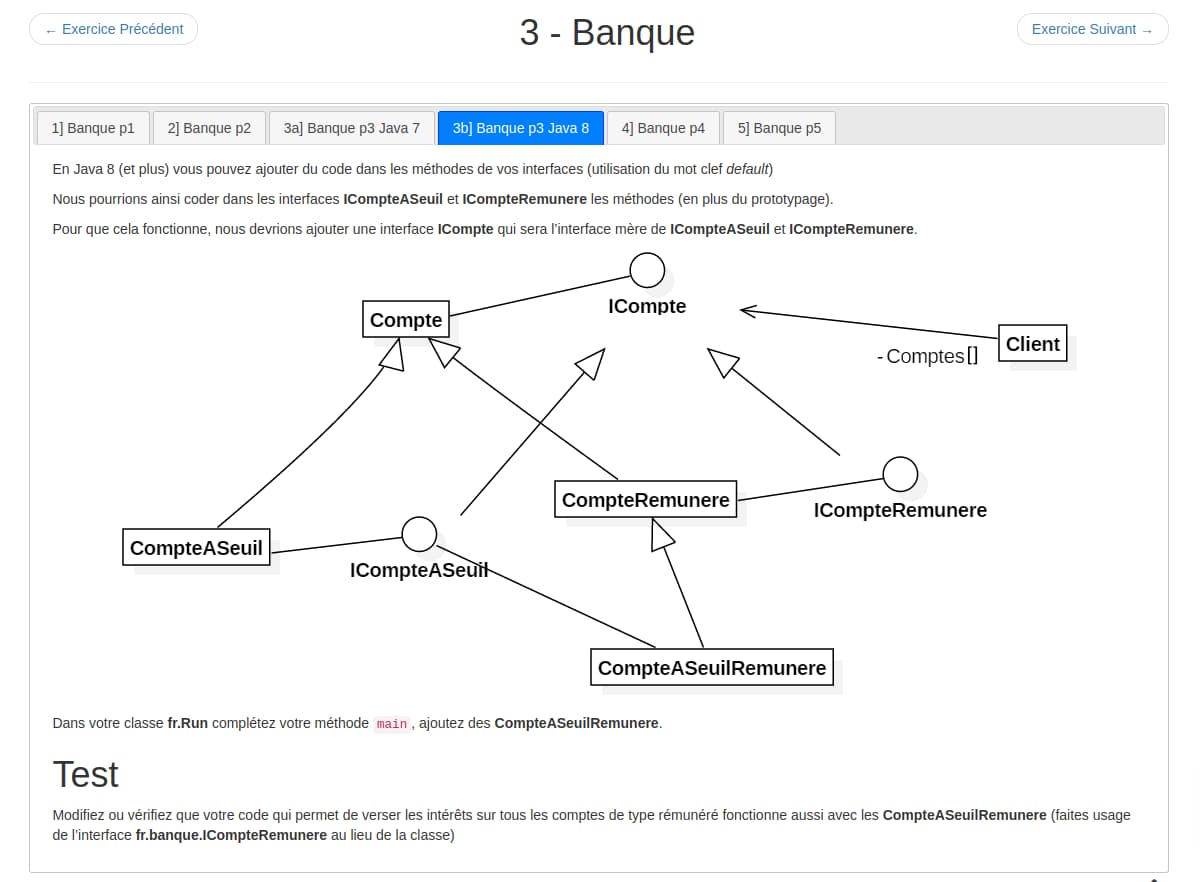 ← Exercice Précédent
3 - Banque
Exercice Suivant →
1] Banque p1
2] Banque p2
3a] Banque p3 Java 7
3b] Banque p3 Java 8
4] Banque p4
5] Banque p5
En Java 8 (et plus) vous pouvez ajouter du code dans les méthodes de vos interfaces (utilisation du mot clef default)
Nous pourrions ainsi coder dans les interfaces ICompteASeuil et ICompteRemunere les méthodes (en plus du prototypage).
Pour que cela fonctionne, nous devrions ajouter une interface ICompte qui sera l'interface mère de ICompteASeuil et ICompteRemunere.
ICompte
Compte
Client
- Comptes[]
CompteRemunere
ICompteRemunere
CompteASeuil
ICompteASeuil
CompteASeuilRemunere
Dans votre classe fr.Run complétez votre méthode main, ajoutez des CompteASeuilRemunere.
Test
Modifiez ou vérifiez que votre code qui permet de verser les intérêts sur tous les comptes de type rémunéré fonctionne aussi avec les CompteASeuilRemunere (faites usage
de l'interface fr.banque.ICompteRemunere au lieu de la classe)